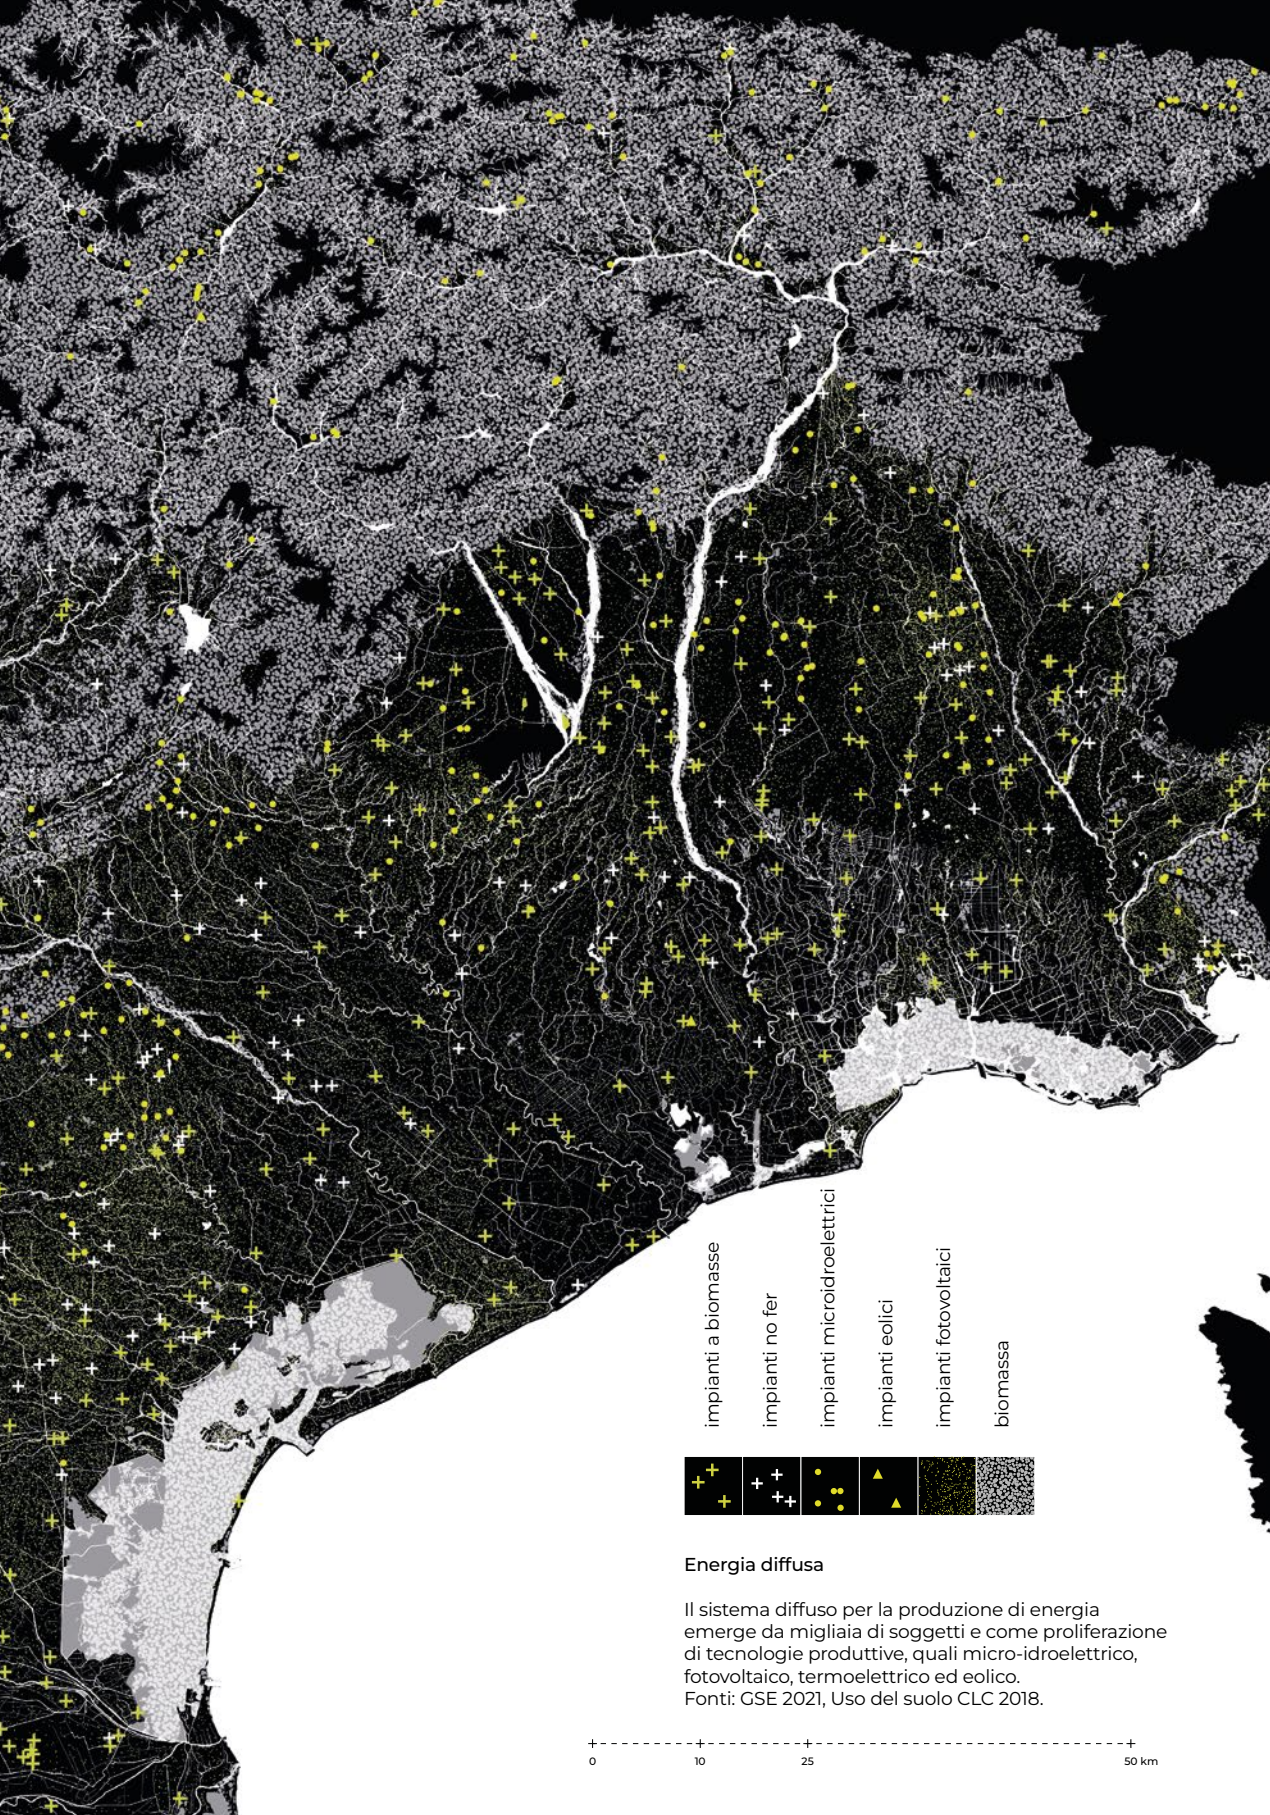 impianti a biomasse
impianti no fer
impianti microidroelettrici
impianti eolici
impianti fotovoltaici
biomassa
Energia diffusa
Il sistema diffuso per la produzione di energia
emerge da migliaia di soggetti e come proliferazione
di tecnologie produttive, quali micro-idroelettrico,
fotovoltaico, termoelettrico ed eolico.
Fonti: GSE 2021, Uso del suolo CLC 2018.
0 10 25 50 km